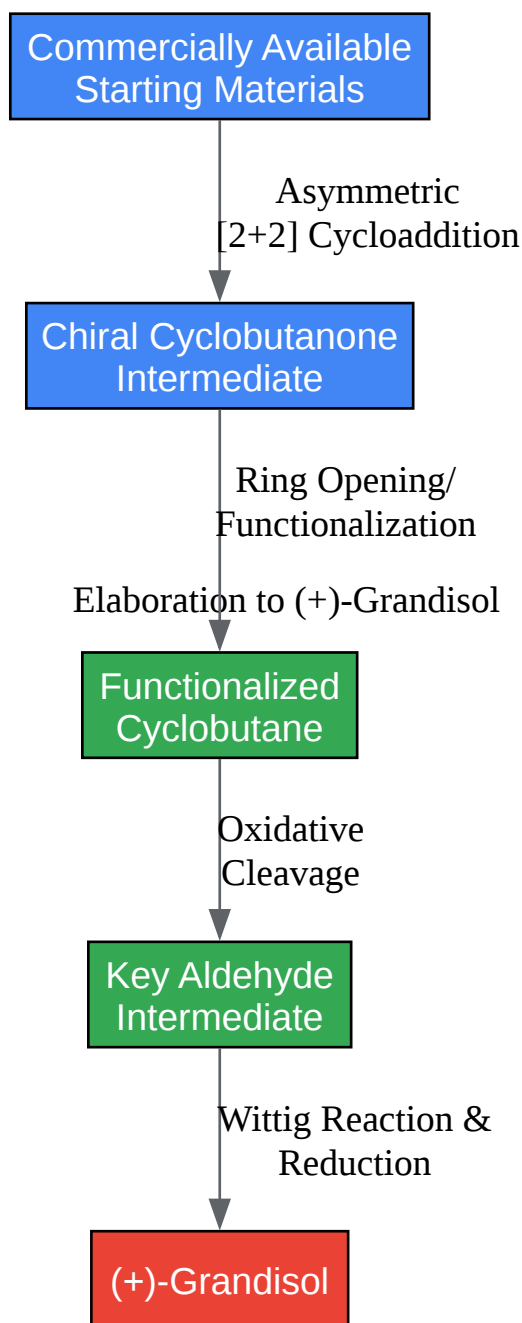 Commercially Available
Starting Materials
Asymmetric
[2+2] Cycloaddition
Chiral Cyclobutanone
Intermediate
Ring Opening/
Functionalization
Elaboration to (+)-Grandisol
Functionalized
Cyclobutane
Oxidative
Cleavage
Key Aldehyde
Intermediate
Wittig Reaction &
Reduction
(+)-Grandisol